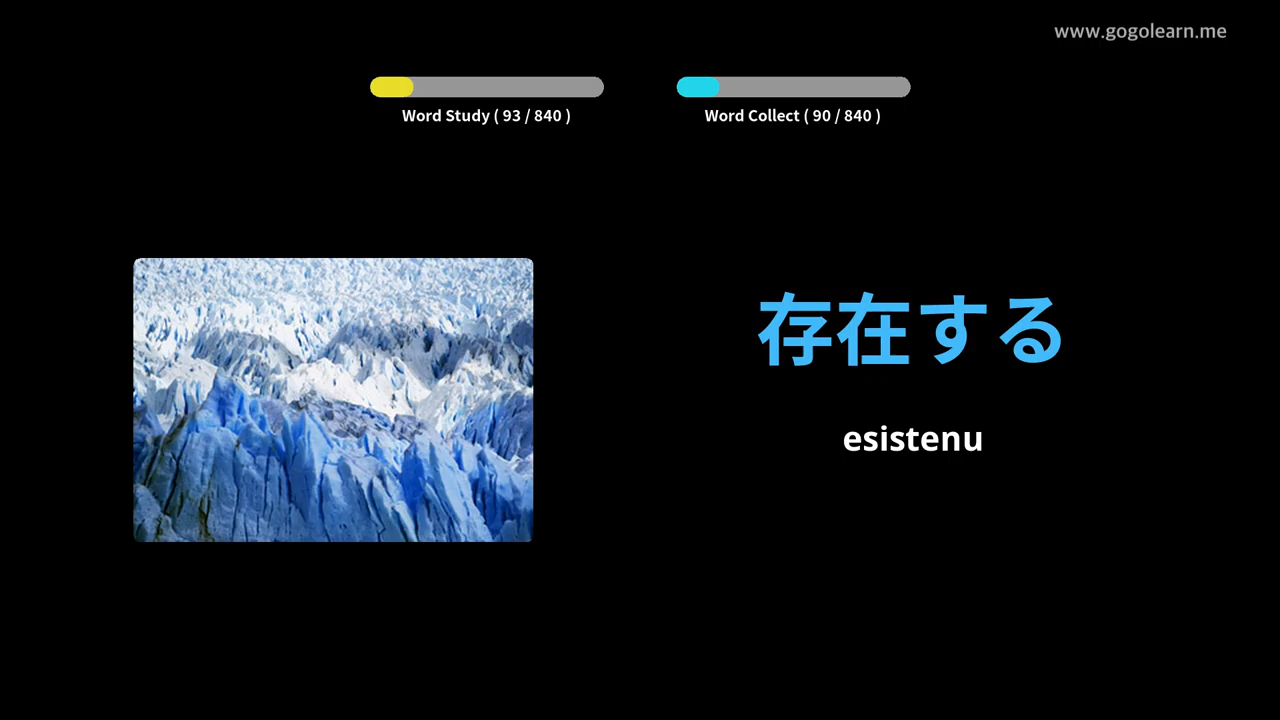 www.gogolearn.me
Word Study ( 93 / 840 )
Word Collect ( 90 / 840 )
存在する
esistenu